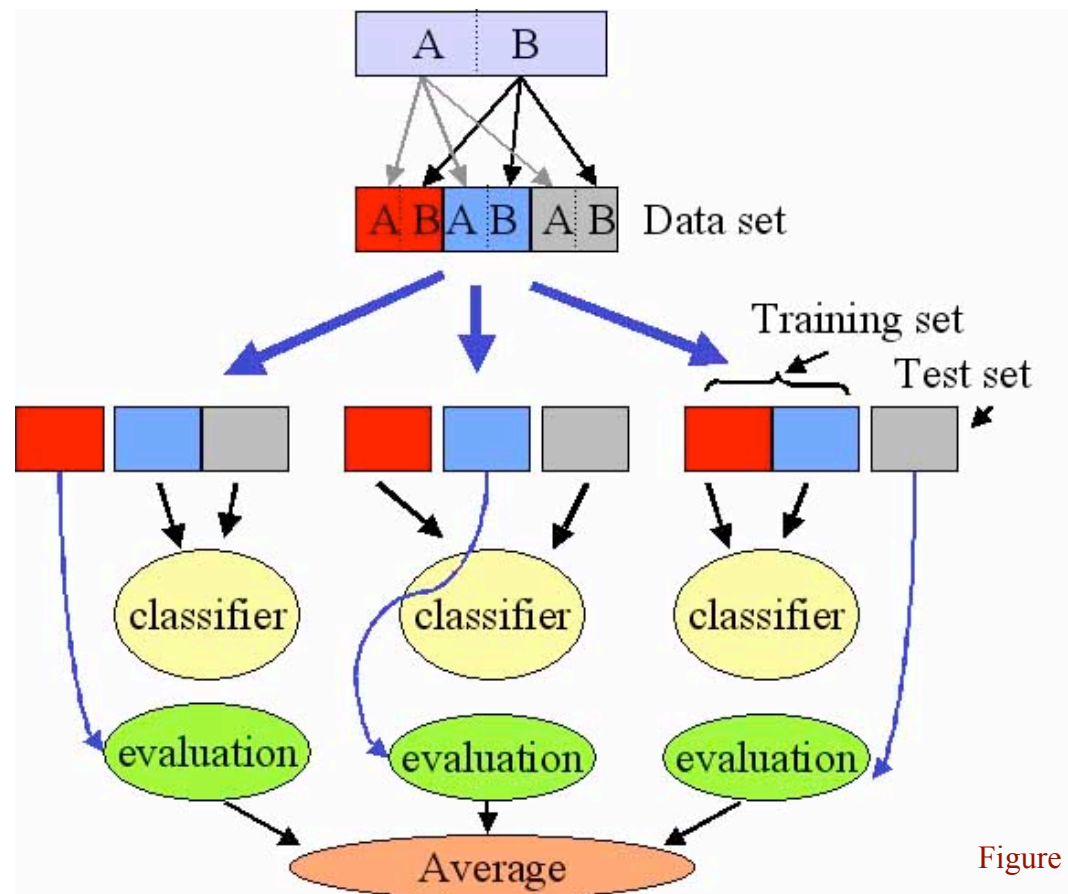 A B
A B A B A B Data set
Training set
Test set
classifier classifier classifier
evaluation evaluation evaluation
Average
Figure